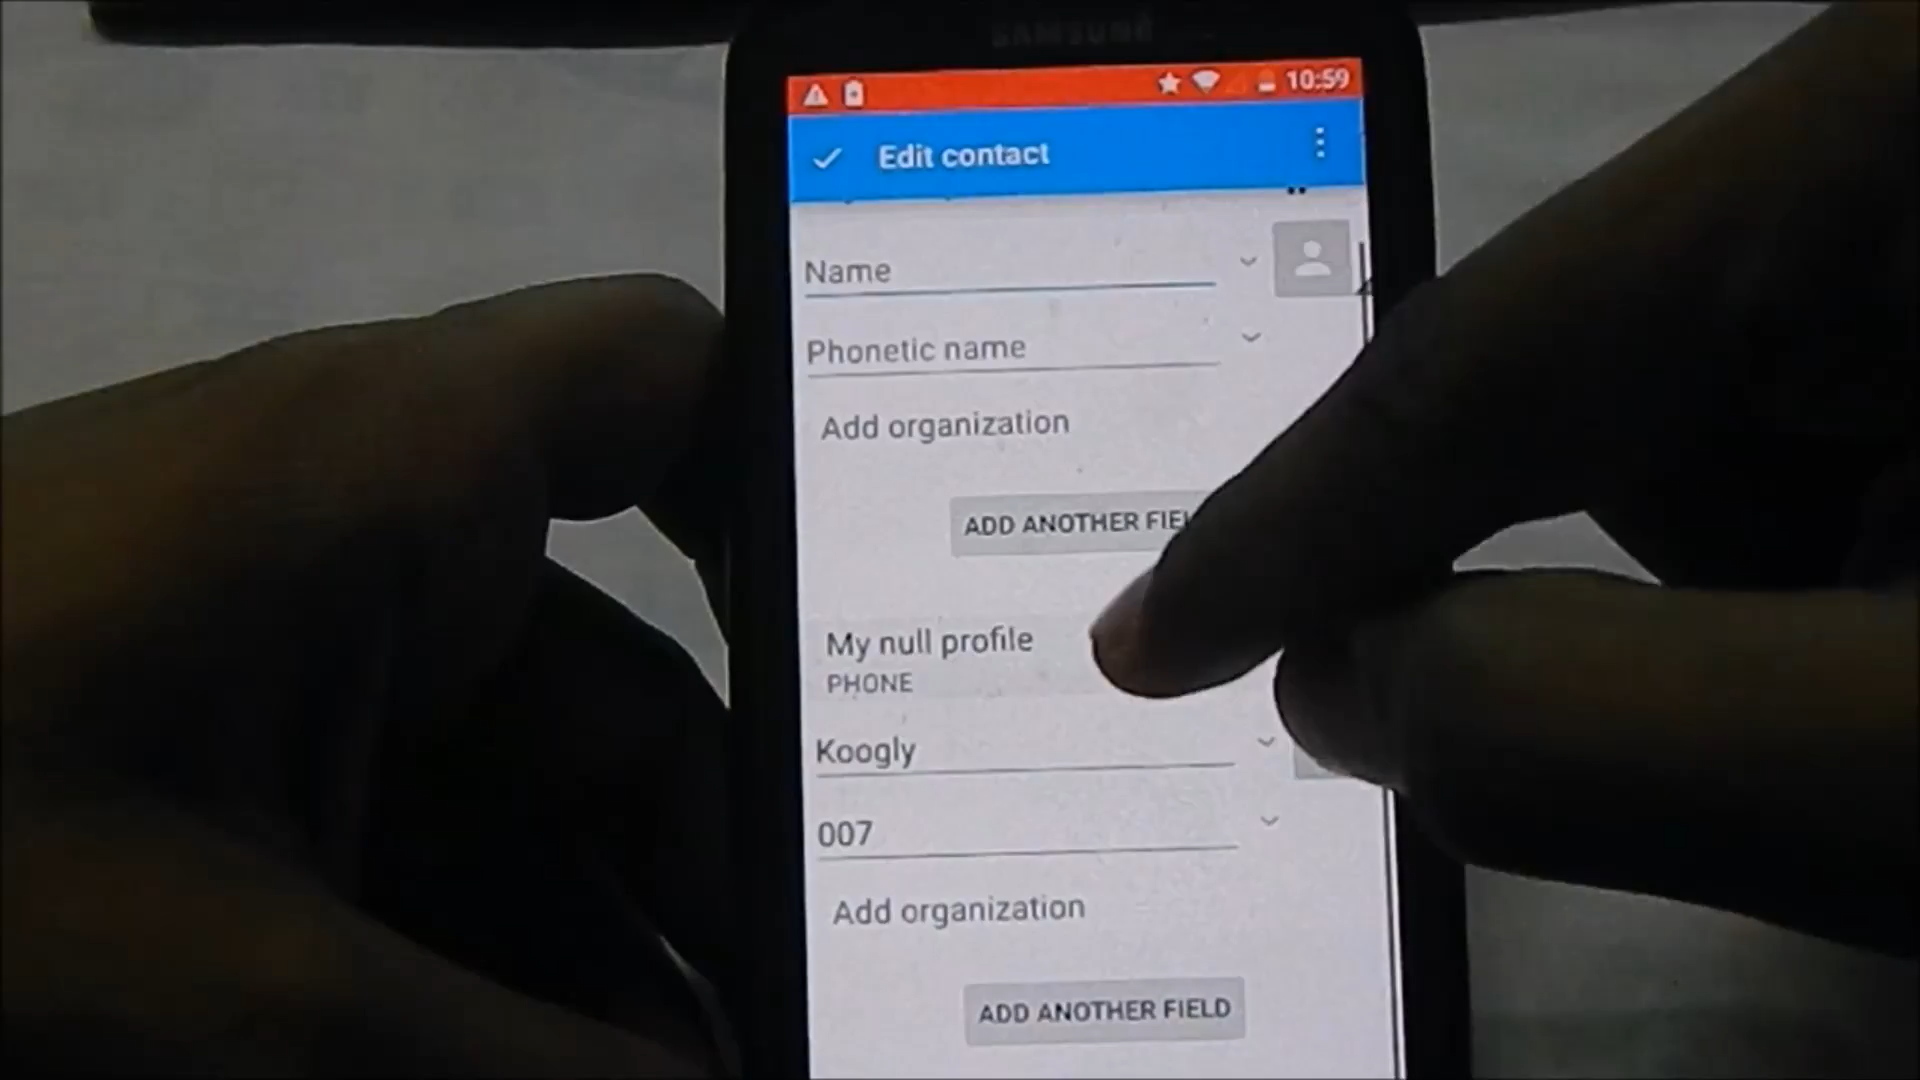 SAMSUNG
10:59
Edit contact
Name
Phonetic name
Add organization
ADD ANOTHER
My null profile
PHONE
Koogly
007
Add organization
ADD ANOTHER FIELD